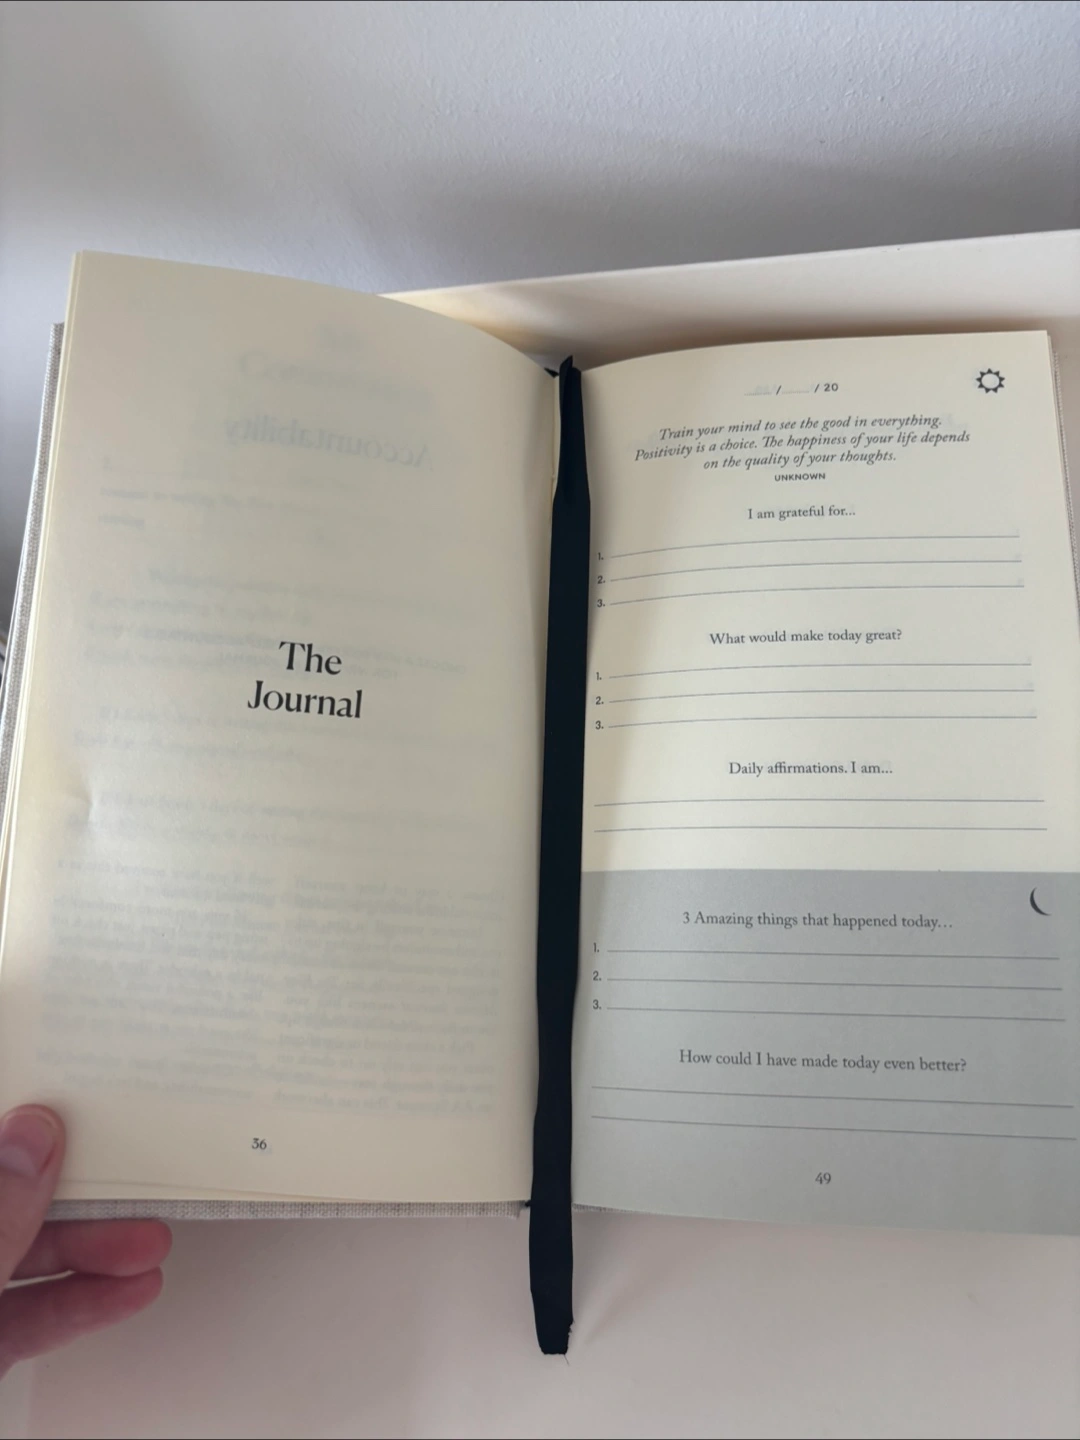 The
Journal
36
/ / 20
Train your mind to see the good in everything.
Positivity is a choice. The happiness of your life depends
on the quality of your thoughts.
UNKNOWN
I am grateful for...
1.
2.
3.
What would make today great?
1.
2.
3.
Daily affirmations. I am...
3 Amazing things that happened today...
1.
2.
3.
How could I have made today even better?
49